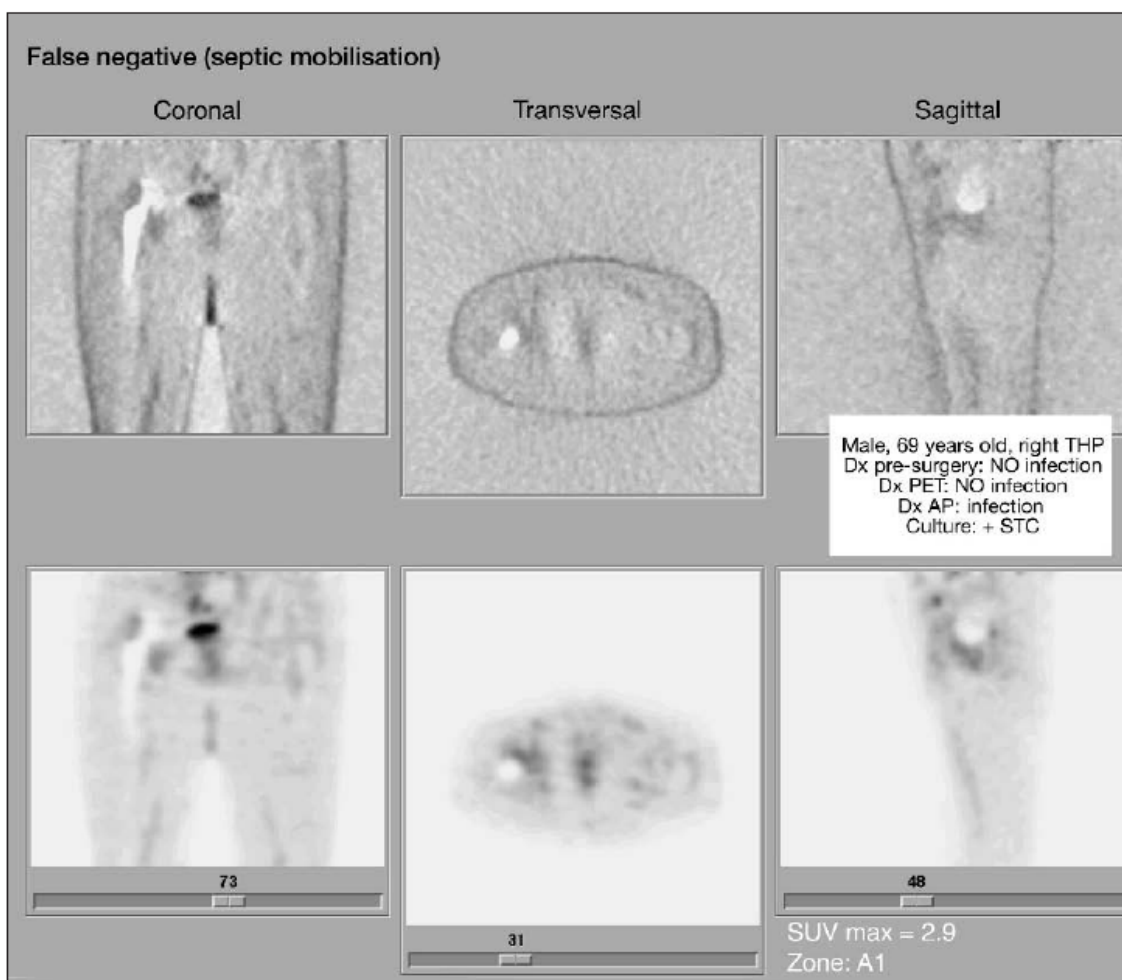 False negative (septic mobilisation)
Coronal
Transversal
Sagittal
Male, 69 years old, right THP
Dx pre-surgery: NO infection
Dx PET: NO infection
Dx AP: infection
Culture: + STC
73
31
48
SUV max = 2.9
Zone: A1